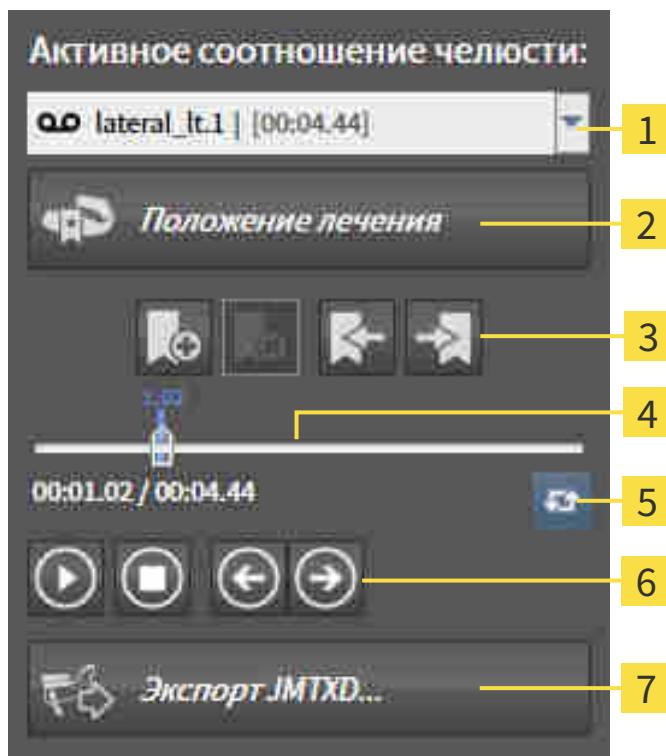 Активное соотношение челюсти:
lateral_lt.1 | [00:04.44]
1
Положение лечения
2
3
4
00:01.02 / 00:04.44
5
6
Экспорт JMTXD...
7